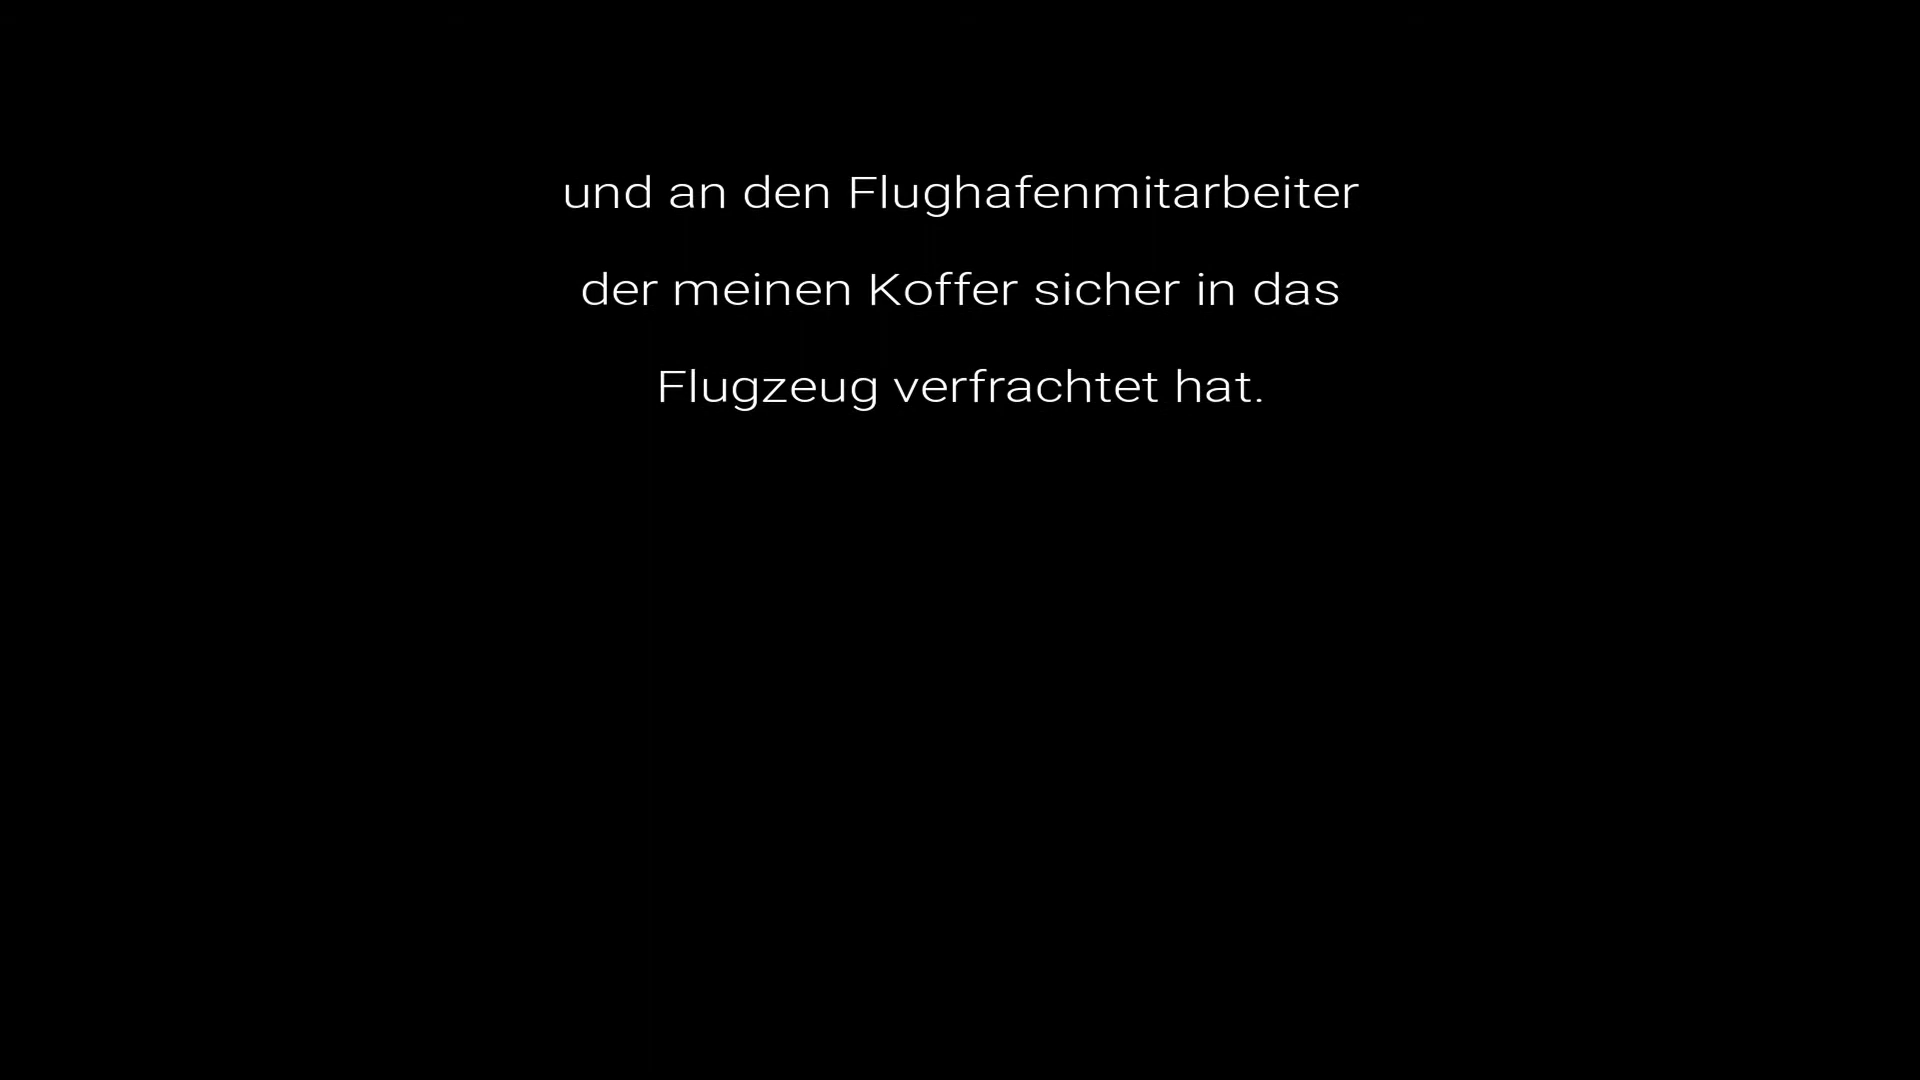 und an den Flughafenmitarbeiter
der meinen Koffer sicher in das
Flugzeug verfrachtet hat.